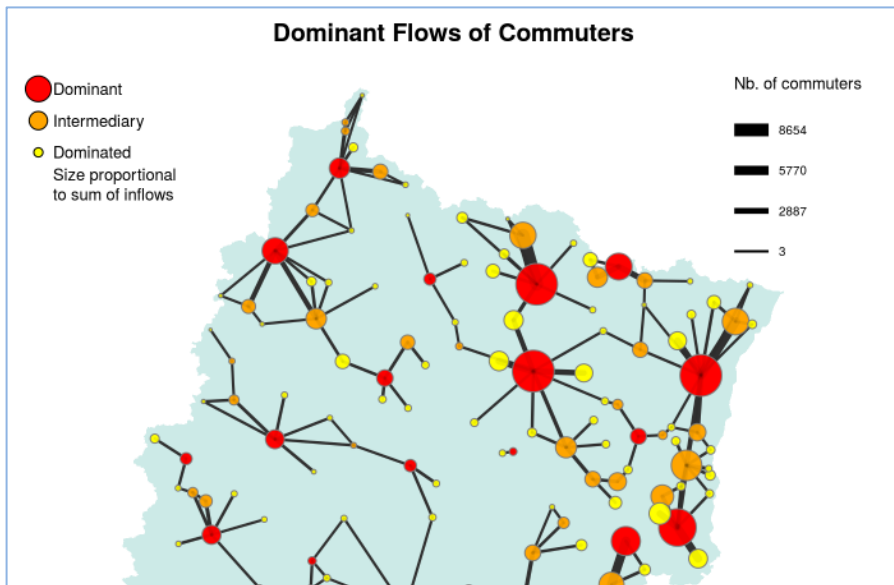 Dominant Flows of Commuters
Dominant
Intermediary
Dominated
Size proportional
to sum of inflows
Nb. of commuters
8654
5770
2887
3